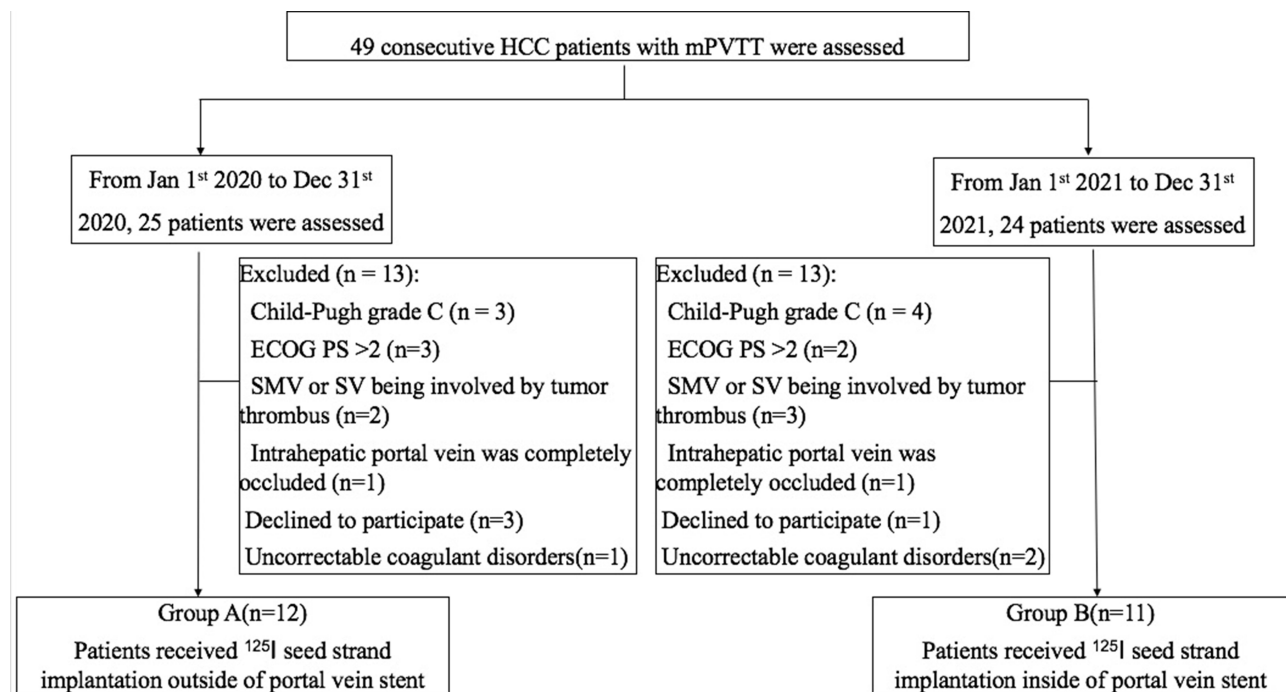 49 consecutive HCC patients with mPVTT were assessed
From Jan 1st 2020 to Dec 31st
2020, 25 patients were assessed
From Jan 1st 2021 to Dec 31st
2021, 24 patients were assessed
Excluded (n = 13):
Child-Pugh grade C (n = 3)
ECOG PS >2 (n=3)
SMV or SV being involved by tumor
thrombus (n=2)
Intrahepatic portal vein was completely
occluded (n=1)
Declined to participate (n=3)
Uncorrectable coagulant disorders(n=1)
Excluded (n = 13):
Child-Pugh grade C (n = 4)
ECOG PS >2 (n=2)
SMV or SV being involved by tumor
thrombus (n=3)
Intrahepatic portal vein was
completely occluded (n=1)
Declined to participate (n=1)
Uncorrectable coagulant disorders(n=2)
Group A(n=12)
Patients received ¹²⁵I seed strand
implantation outside of portal vein stent
Group B(n=11)
Patients received ¹²⁵I seed strand
implantation inside of portal vein stent